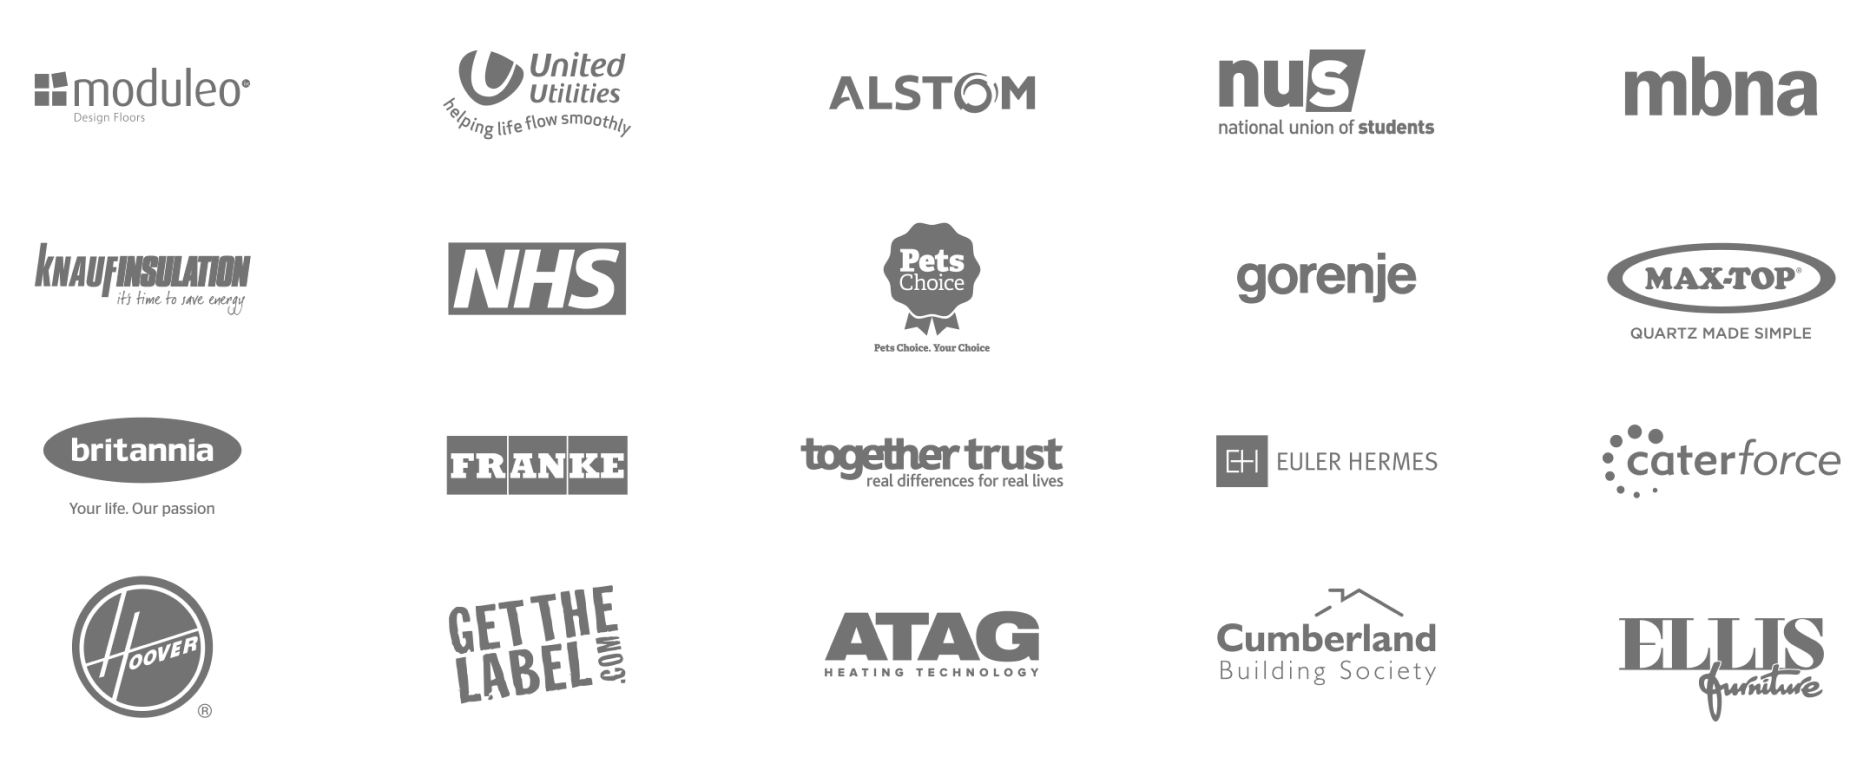 moduleo®
Design Floors
United
Utilities
helping life flow smoothly
ALSTOM
nus
national union of students
mbna
KNAUFINSULATION
it's time to save energy
NHS
Pets
Choice
Pets Choice. Your Choice
gorenje
MAX-TOP®
QUARTZ MADE SIMPLE
britannia
Your life. Our passion
FRANKE
together trust
real differences for real lives
EH EULER HERMES
caterforce
HOOVER
®
GET THE
LABEL
.COM
ATAG
HEATING TECHNOLOGY
Cumberland
Building Society
ELLIS
furniture